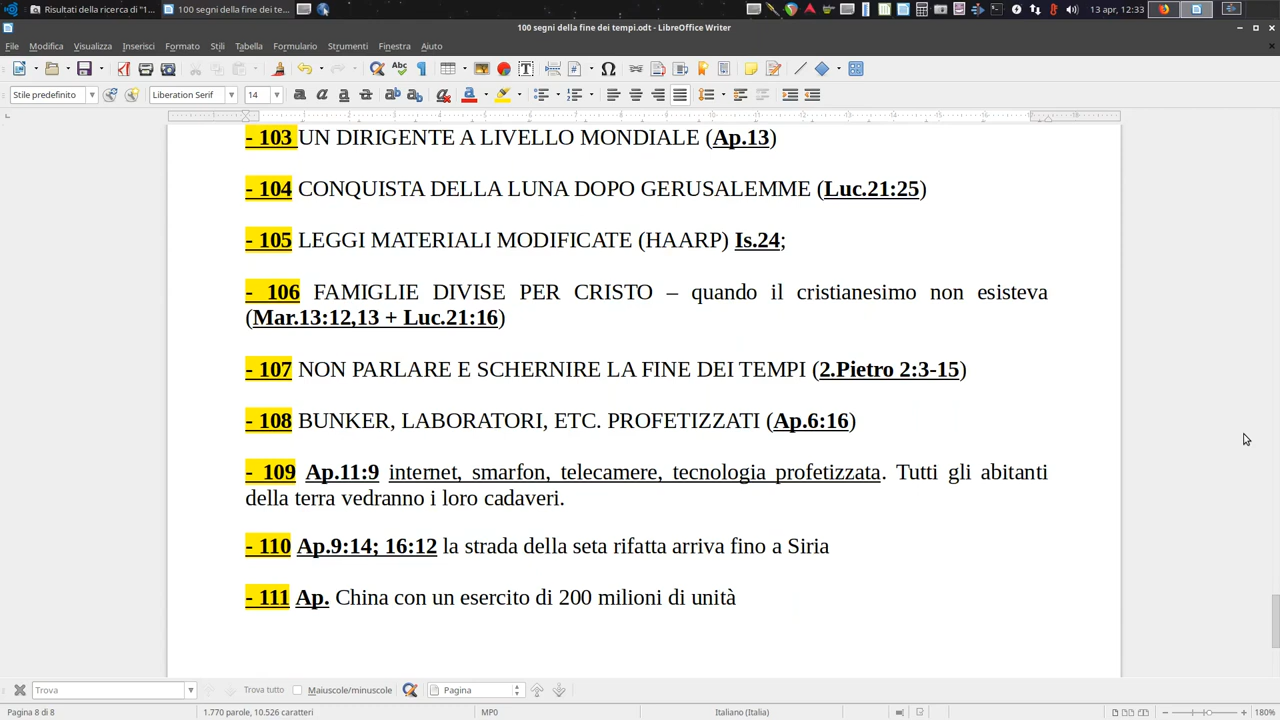 Risultati della ricerca di "1...
100 segni della fine dei te...
13 apr, 12:33
100 segni della fine dei tempi.odt - LibreOffice Writer
File Modifica Visualizza Inserisci Formato Stili Tabella Formulario Strumenti Finestra Aiuto
Stile predefinito Liberation Serif 14
- 103 UN DIRIGENTE A LIVELLO MONDIALE (Ap.13)
- 104 CONQUISTA DELLA LUNA DOPO GERUSALEMME (Luc.21:25)
- 105 LEGGI MATERIALI MODIFICATE (HAARP) Is.24;
- 106 FAMIGLIE DIVISE PER CRISTO – quando il cristianesimo non esisteva
(Mar.13:12,13 + Luc.21:16)
- 107 NON PARLARE E SCHERNIRE LA FINE DEI TEMPI (2.Pietro 2:3-15)
- 108 BUNKER, LABORATORI, ETC. PROFETIZZATI (Ap.6:16)
- 109 Ap.11:9 internet, smarfon, telecamere, tecnologia profetizzata. Tutti gli abitanti
della terra vedranno i loro cadaveri.
- 110 Ap.9:14; 16:12 la strada della seta rifatta arriva fino a Siria
- 111 Ap. China con un esercito di 200 milioni di unità
Trova Trova tutto Maiuscole/minuscole Pagina
Pagina 8 di 8 1.770 parole, 10.526 caratteri MP0 Italiano (Italia) 180%